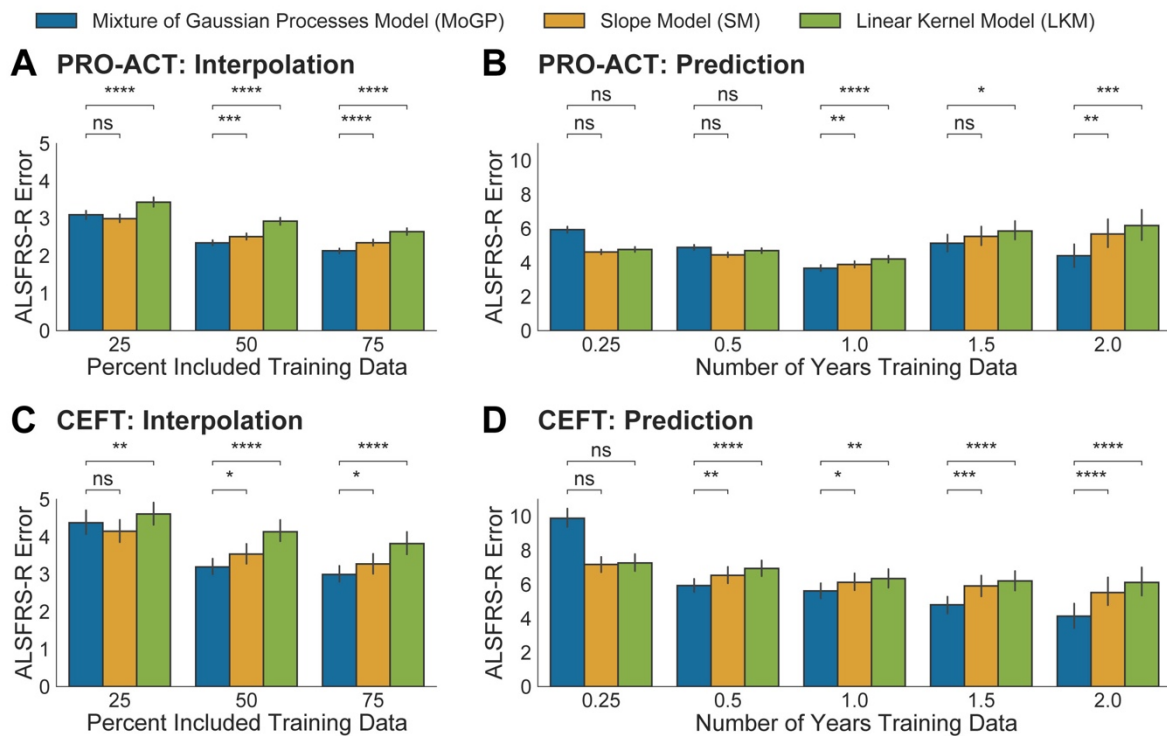 Mixture of Gaussian Processes Model (MoGP) Slope Model (SM) Linear Kernel Model (LKM)
A PRO-ACT: Interpolation
**** **** ****
ns *** ****
5
4
3
2
1
0
ALSFRS-R Error
25 50 75
Percent Included Training Data
B PRO-ACT: Prediction
ns ns **** * ***
ns ns ** ns **
10
8
6
4
2
0
ALSFRS-R Error
0.25 0.5 1.0 1.5 2.0
Number of Years Training Data
C CEFT: Interpolation
** **** ****
ns * *
5
4
3
2
1
0
ALSFRS-R Error
25 50 75
Percent Included Training Data
D CEFT: Prediction
ns **** ** **** ****
ns ** * *** ****
10
8
6
4
2
0
ALSFRS-R Error
0.25 0.5 1.0 1.5 2.0
Number of Years Training Data